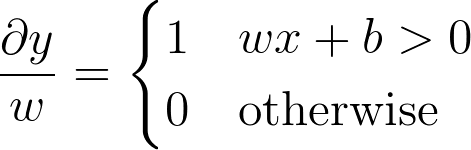 ∂y/w = { 1 wx + b > 0
0 otherwise